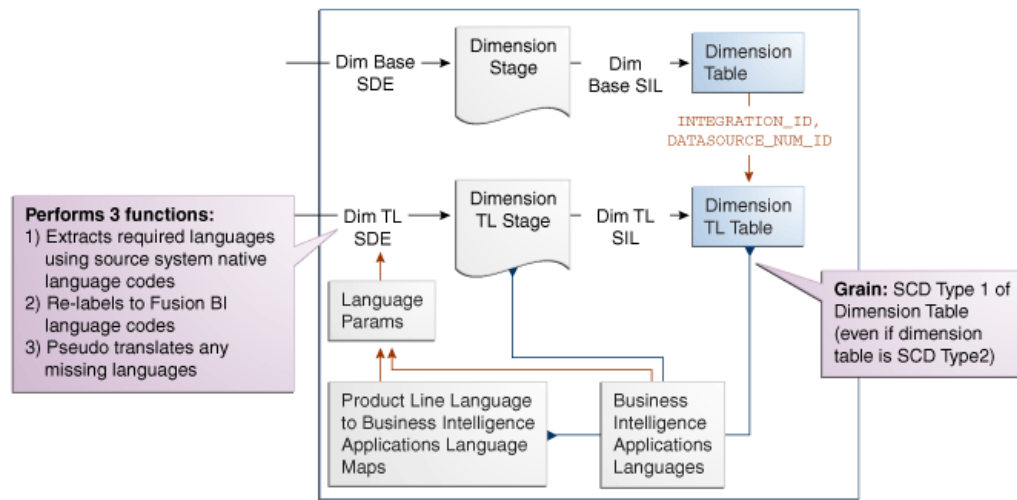 Dim Base
SDE
Dimension
Stage
Dim
Base SIL
Dimension
Table
INTEGRATION_ID,
DATASOURCE_NUM_ID
Performs 3 functions:
1) Extracts required languages
using source system native
language codes
2) Re-labels to Fusion BI
language codes
3) Pseudo translates any
missing languages
Dim TL
SDE
Dimension
TL Stage
Dim TL
SIL
Dimension
TL Table
Language
Params
Grain: SCD Type 1 of
Dimension Table
(even if dimension
table is SCD Type2)
Product Line Language
to Business Intelligence
Applications Language
Maps
Business
Intelligence
Applications
Languages